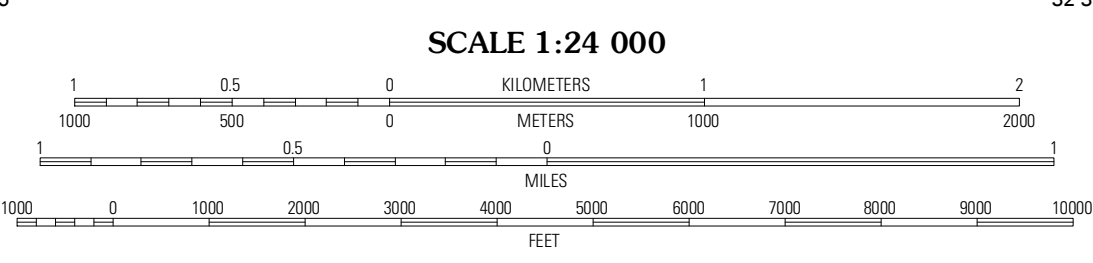 SCALE 1:24 000
1 0.5 0 KILOMETERS 1 2
1000 500 0 METERS 1000 2000
1 0.5 0 1
MILES
1000 0 1000 2000 3000 4000 5000 6000 7000 8000 9000 10000
FEET